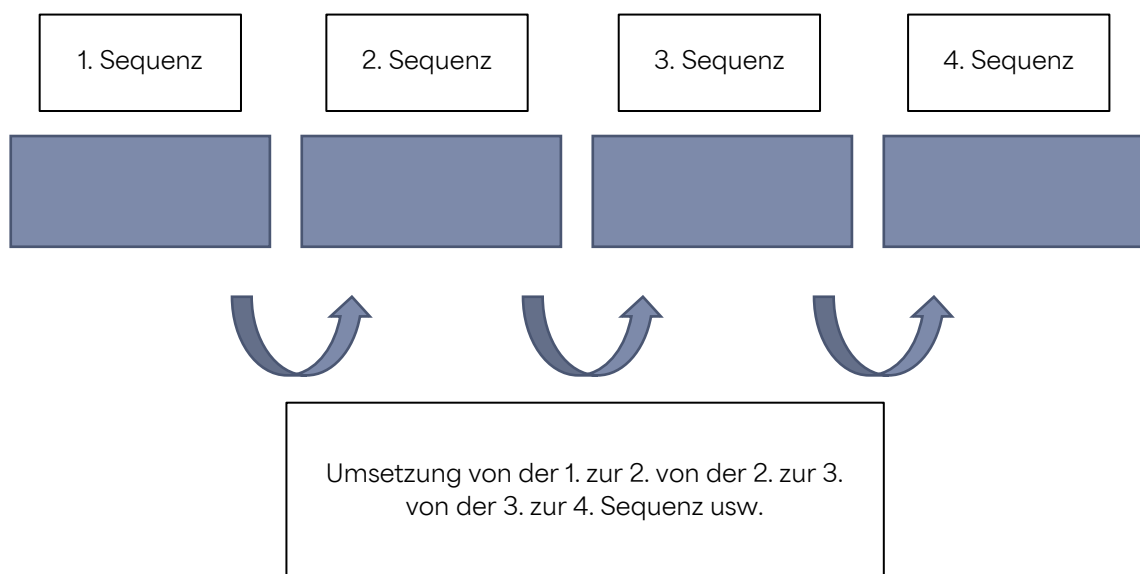 1. Sequenz
2. Sequenz
3. Sequenz
4. Sequenz
Umsetzung von der 1. zur 2. von der 2. zur 3.
von der 3. zur 4. Sequenz usw.